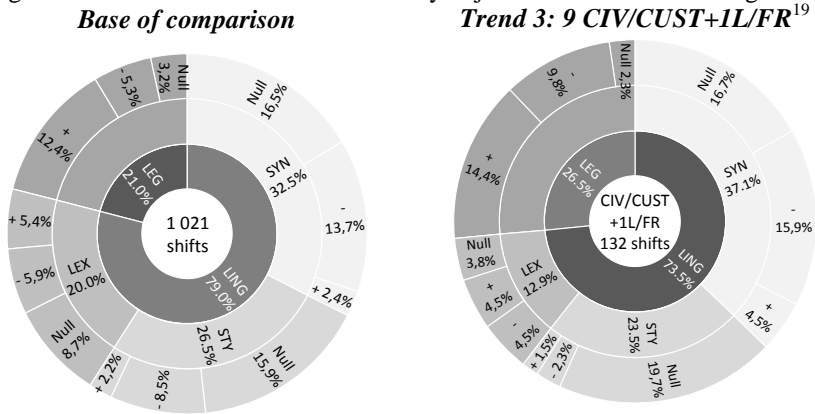 Base of comparison
Trend 3: 9 CIV/CUST+1L/FR19
1 021
shifts
LING
79.0%
LEG
21.0%
SYN
32.5%
STY
26.5%
LEX
20.0%
Null
16,5%
-
13,7%
+ 2,4%
Null
15,9%
- 8,5%
+ 2,2%
Null
8,7%
- 5,9%
+ 5,4%
+
12,4%
- 5,3%
Null
3,2%
CIV/CUST
+1L/FR
132 shifts
LING
73.5%
LEG
26.5%
SYN
37.1%
STY
23.5%
LEX
12.9%
Null
16,7%
-
15,9%
+
4,5%
Null
19,7%
- 2,3%
+ 1,5%
-
4,5%
+
4,5%
Null
3,8%
+
14,4%
-
9,8%
Null 2,3%